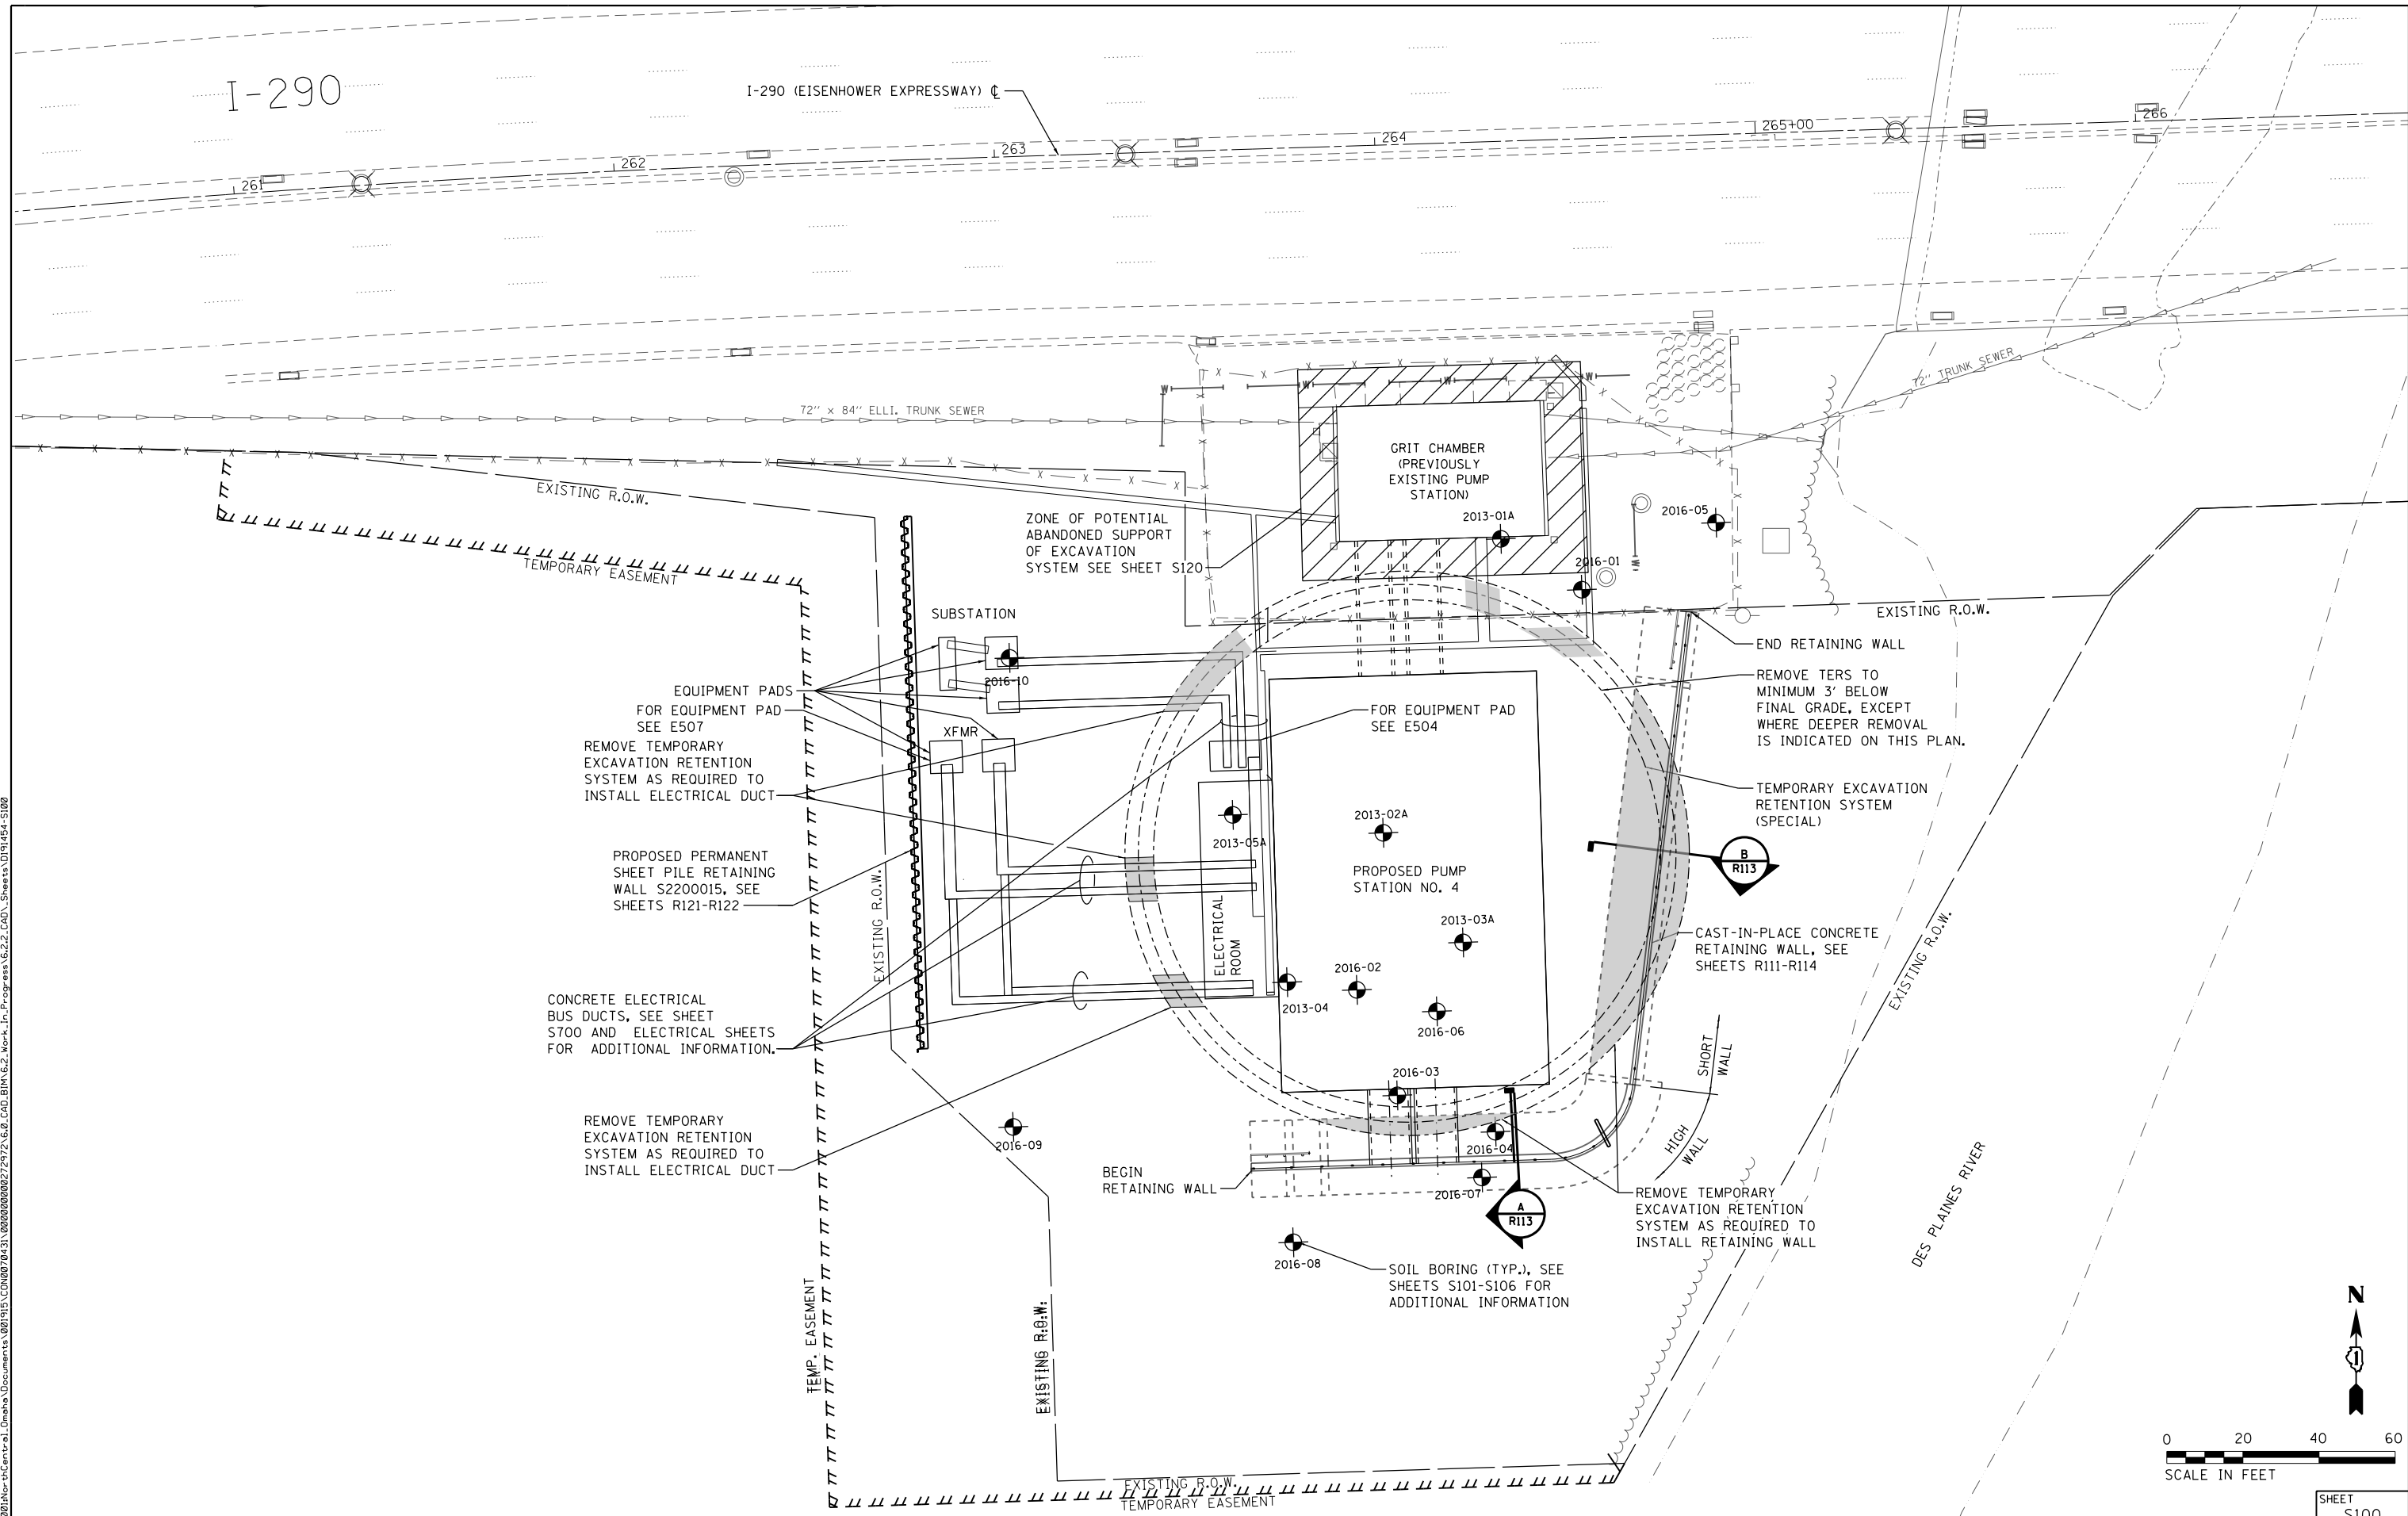 I-290
I-290 (EISENHOWER EXPRESSWAY) ℄
261
262
263
264
265+00
266
72" x 84" ELLI. TRUNK SEWER
72" TRUNK SEWER
W
W
W
W
GRIT CHAMBER
(PREVIOUSLY
EXISTING PUMP
STATION)
EXISTING R.O.W.
TEMPORARY EASEMENT
ZONE OF POTENTIAL
ABANDONED SUPPORT
OF EXCAVATION
SYSTEM SEE SHEET S120
2013-01A
2016-05
2016-01
W
EXISTING R.O.W.
SUBSTATION
2016-10
END RETAINING WALL
EQUIPMENT PADS
FOR EQUIPMENT PAD
SEE E507
XFMR
FOR EQUIPMENT PAD
SEE E504
REMOVE TERS TO
MINIMUM 3' BELOW
FINAL GRADE, EXCEPT
WHERE DEEPER REMOVAL
IS INDICATED ON THIS PLAN.
REMOVE TEMPORARY
EXCAVATION RETENTION
SYSTEM AS REQUIRED TO
INSTALL ELECTRICAL DUCT
TEMPORARY EXCAVATION
RETENTION SYSTEM
(SPECIAL)
2013-02A
2013-05A
B
R113
PROPOSED PERMANENT
SHEET PILE RETAINING
WALL S2200015, SEE
SHEETS R121-R122
PROPOSED PUMP
STATION NO. 4
EXISTING R.O.W.
ELECTRICAL
ROOM
2013-03A
CAST-IN-PLACE CONCRETE
RETAINING WALL, SEE
SHEETS R111-R114
EXISTING R.O.W.
2016-02
2013-04
2016-06
CONCRETE ELECTRICAL
BUS DUCTS, SEE SHEET
S700 AND ELECTRICAL SHEETS
FOR ADDITIONAL INFORMATION.
SHORT
WALL
2016-03
REMOVE TEMPORARY
EXCAVATION RETENTION
SYSTEM AS REQUIRED TO
INSTALL ELECTRICAL DUCT
2016-09
2016-04
HIGH
WALL
BEGIN
RETAINING WALL
2016-07
A
R113
REMOVE TEMPORARY
EXCAVATION RETENTION
SYSTEM AS REQUIRED TO
INSTALL RETAINING WALL
DES PLAINES RIVER
2016-08
SOIL BORING (TYP.), SEE
SHEETS S101-S106 FOR
ADDITIONAL INFORMATION
TEMP. EASEMENT
EXISTING R.O.W.
EXISTING R.O.W.
EXISTING R.O.W.
TEMPORARY EASEMENT
N
1
0 20 40 60
SCALE IN FEET
SHEET
S100